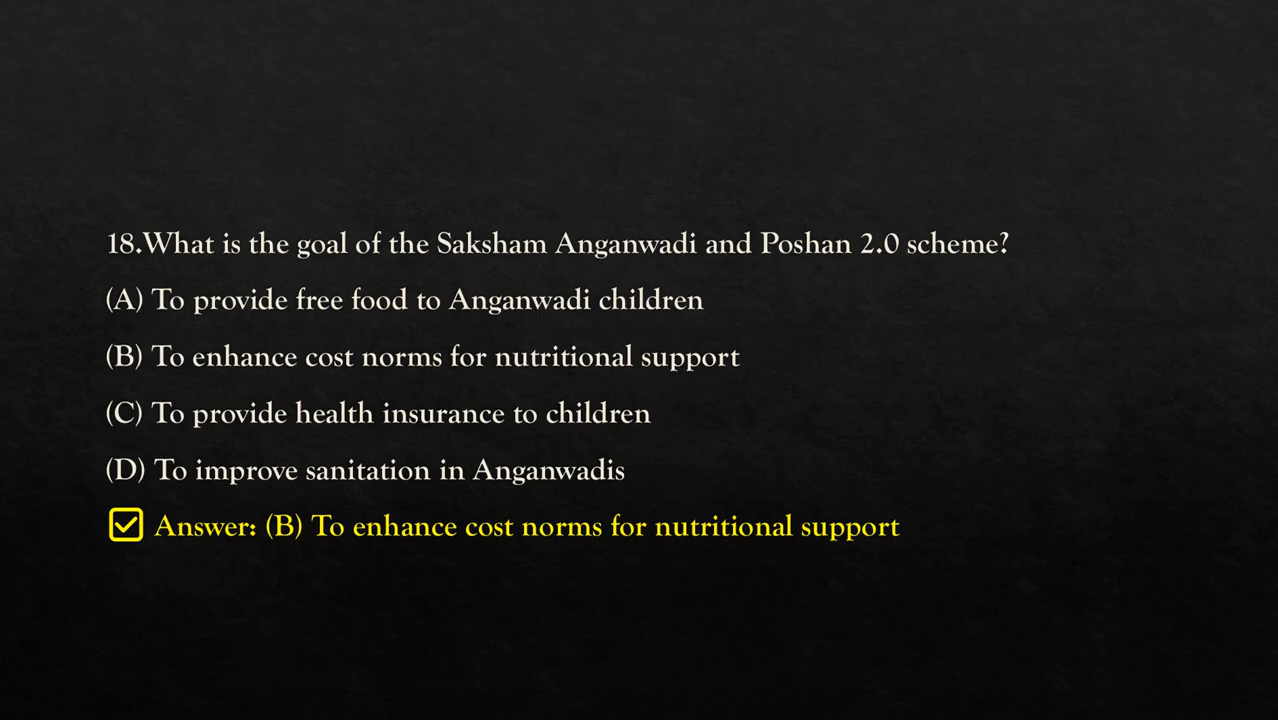 18.What is the goal of the Saksham Anganwadi and Poshan 2.0 scheme?
(A) To provide free food to Anganwadi children
(B) To enhance cost norms for nutritional support
(C) To provide health insurance to children
(D) To improve sanitation in Anganwadis
☑ Answer: (B) To enhance cost norms for nutritional support